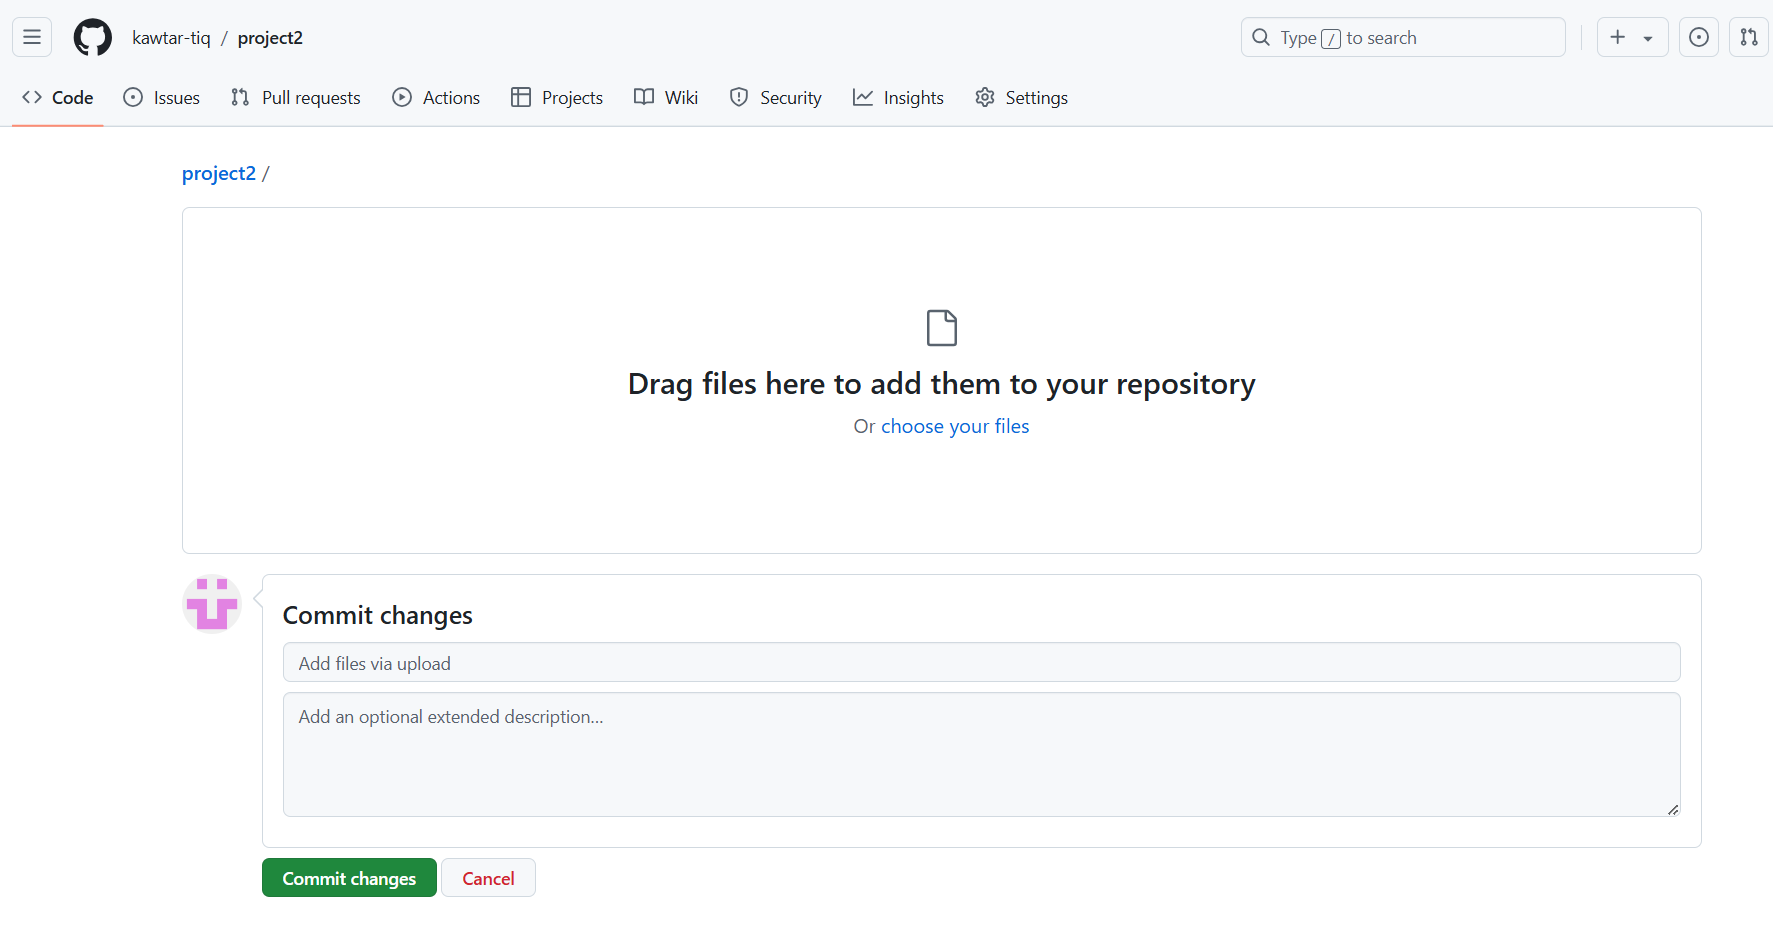 kawtar-tiq / project2
Type / to search
Code Issues Pull requests Actions Projects Wiki Security Insights Settings
project2 /
Drag files here to add them to your repository
Or choose your files
Commit changes
Add files via upload
Add an optional extended description...
Commit changes Cancel